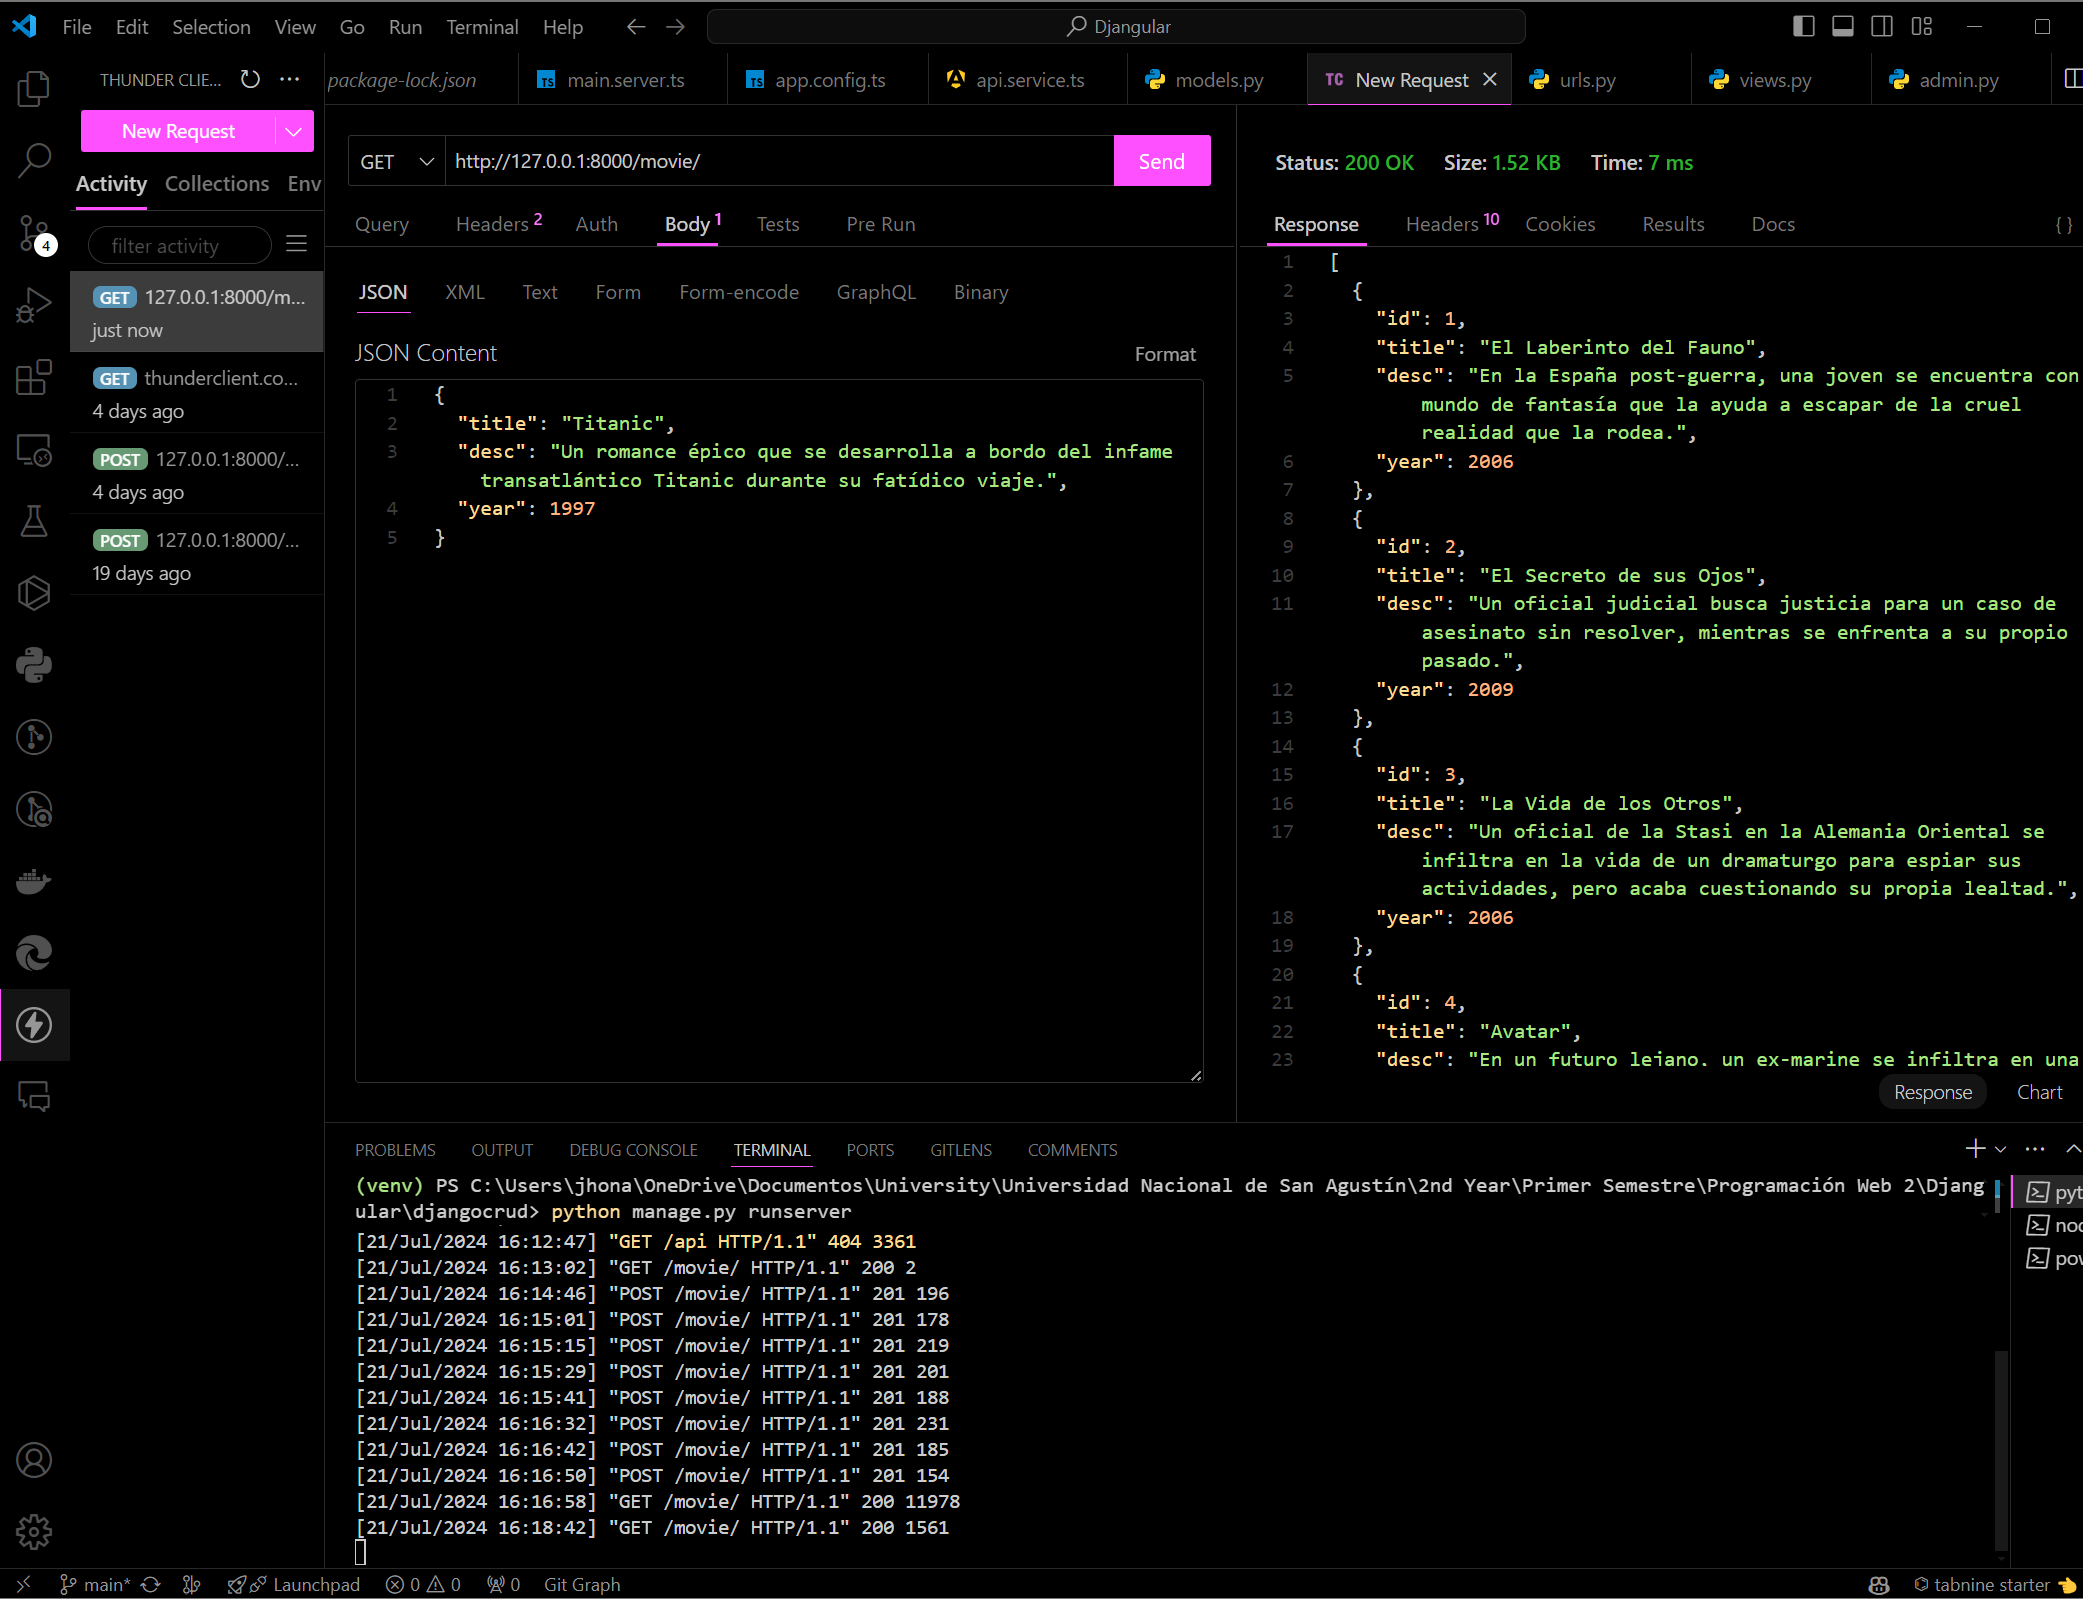 File Edit Selection View Go Run Terminal Help
Djangular
THUNDER CLIE...
package-lock.json main.server.ts app.config.ts api.service.ts models.py New Request urls.py views.py admin.py
New Request
GET http://127.0.0.1:8000/movie/ Send
Status: 200 OK Size: 1.52 KB Time: 7 ms
Activity Collections Env
Query Headers 2 Auth Body 1 Tests Pre Run
Response Headers 10 Cookies Results Docs { }
filter activity
4
GET 127.0.0.1:8000/m...
just now
GET thunderclient.co...
4 days ago
POST 127.0.0.1:8000/...
4 days ago
POST 127.0.0.1:8000/...
19 days ago
JSON XML Text Form Form-encode GraphQL Binary
JSON Content Format
1 {
2 "title": "Titanic",
3 "desc": "Un romance épico que se desarrolla a bordo del infame
transatlántico Titanic durante su fatídico viaje.",
4 "year": 1997
5 }
1 [
2 {
3 "id": 1,
4 "title": "El Laberinto del Fauno",
5 "desc": "En la España post-guerra, una joven se encuentra con
mundo de fantasía que la ayuda a escapar de la cruel
realidad que la rodea.",
6 "year": 2006
7 },
8 {
9 "id": 2,
10 "title": "El Secreto de sus Ojos",
11 "desc": "Un oficial judicial busca justicia para un caso de
asesinato sin resolver, mientras se enfrenta a su propio
pasado.",
12 "year": 2009
13 },
14 {
15 "id": 3,
16 "title": "La Vida de los Otros",
17 "desc": "Un oficial de la Stasi en la Alemania Oriental se
infiltra en la vida de un dramaturgo para espiar sus
actividades, pero acaba cuestionando su propia lealtad.",
18 "year": 2006
19 },
20 {
21 "id": 4,
22 "title": "Avatar",
23 "desc": "En un futuro lejano, un ex-marine se infiltra en una
Response Chart
PROBLEMS OUTPUT DEBUG CONSOLE TERMINAL PORTS GITLENS COMMENTS
(venv) PS C:\Users\jhona\OneDrive\Documentos\University\Universidad Nacional de San Agustín\2nd Year\Primer Semestre\Programación Web 2\Djang
ular\djangocrud> python manage.py runserver
[21/Jul/2024 16:12:47] "GET /api HTTP/1.1" 404 3361
[21/Jul/2024 16:13:02] "GET /movie/ HTTP/1.1" 200 2
[21/Jul/2024 16:14:46] "POST /movie/ HTTP/1.1" 201 196
[21/Jul/2024 16:15:01] "POST /movie/ HTTP/1.1" 201 178
[21/Jul/2024 16:15:15] "POST /movie/ HTTP/1.1" 201 219
[21/Jul/2024 16:15:29] "POST /movie/ HTTP/1.1" 201 201
[21/Jul/2024 16:15:41] "POST /movie/ HTTP/1.1" 201 188
[21/Jul/2024 16:16:32] "POST /movie/ HTTP/1.1" 201 231
[21/Jul/2024 16:16:42] "POST /movie/ HTTP/1.1" 201 185
[21/Jul/2024 16:16:50] "POST /movie/ HTTP/1.1" 201 154
[21/Jul/2024 16:16:58] "GET /movie/ HTTP/1.1" 200 11978
[21/Jul/2024 16:18:42] "GET /movie/ HTTP/1.1" 200 1561
pyt
nod
pow
main* Launchpad 0 0 0 Git Graph tabnine starter